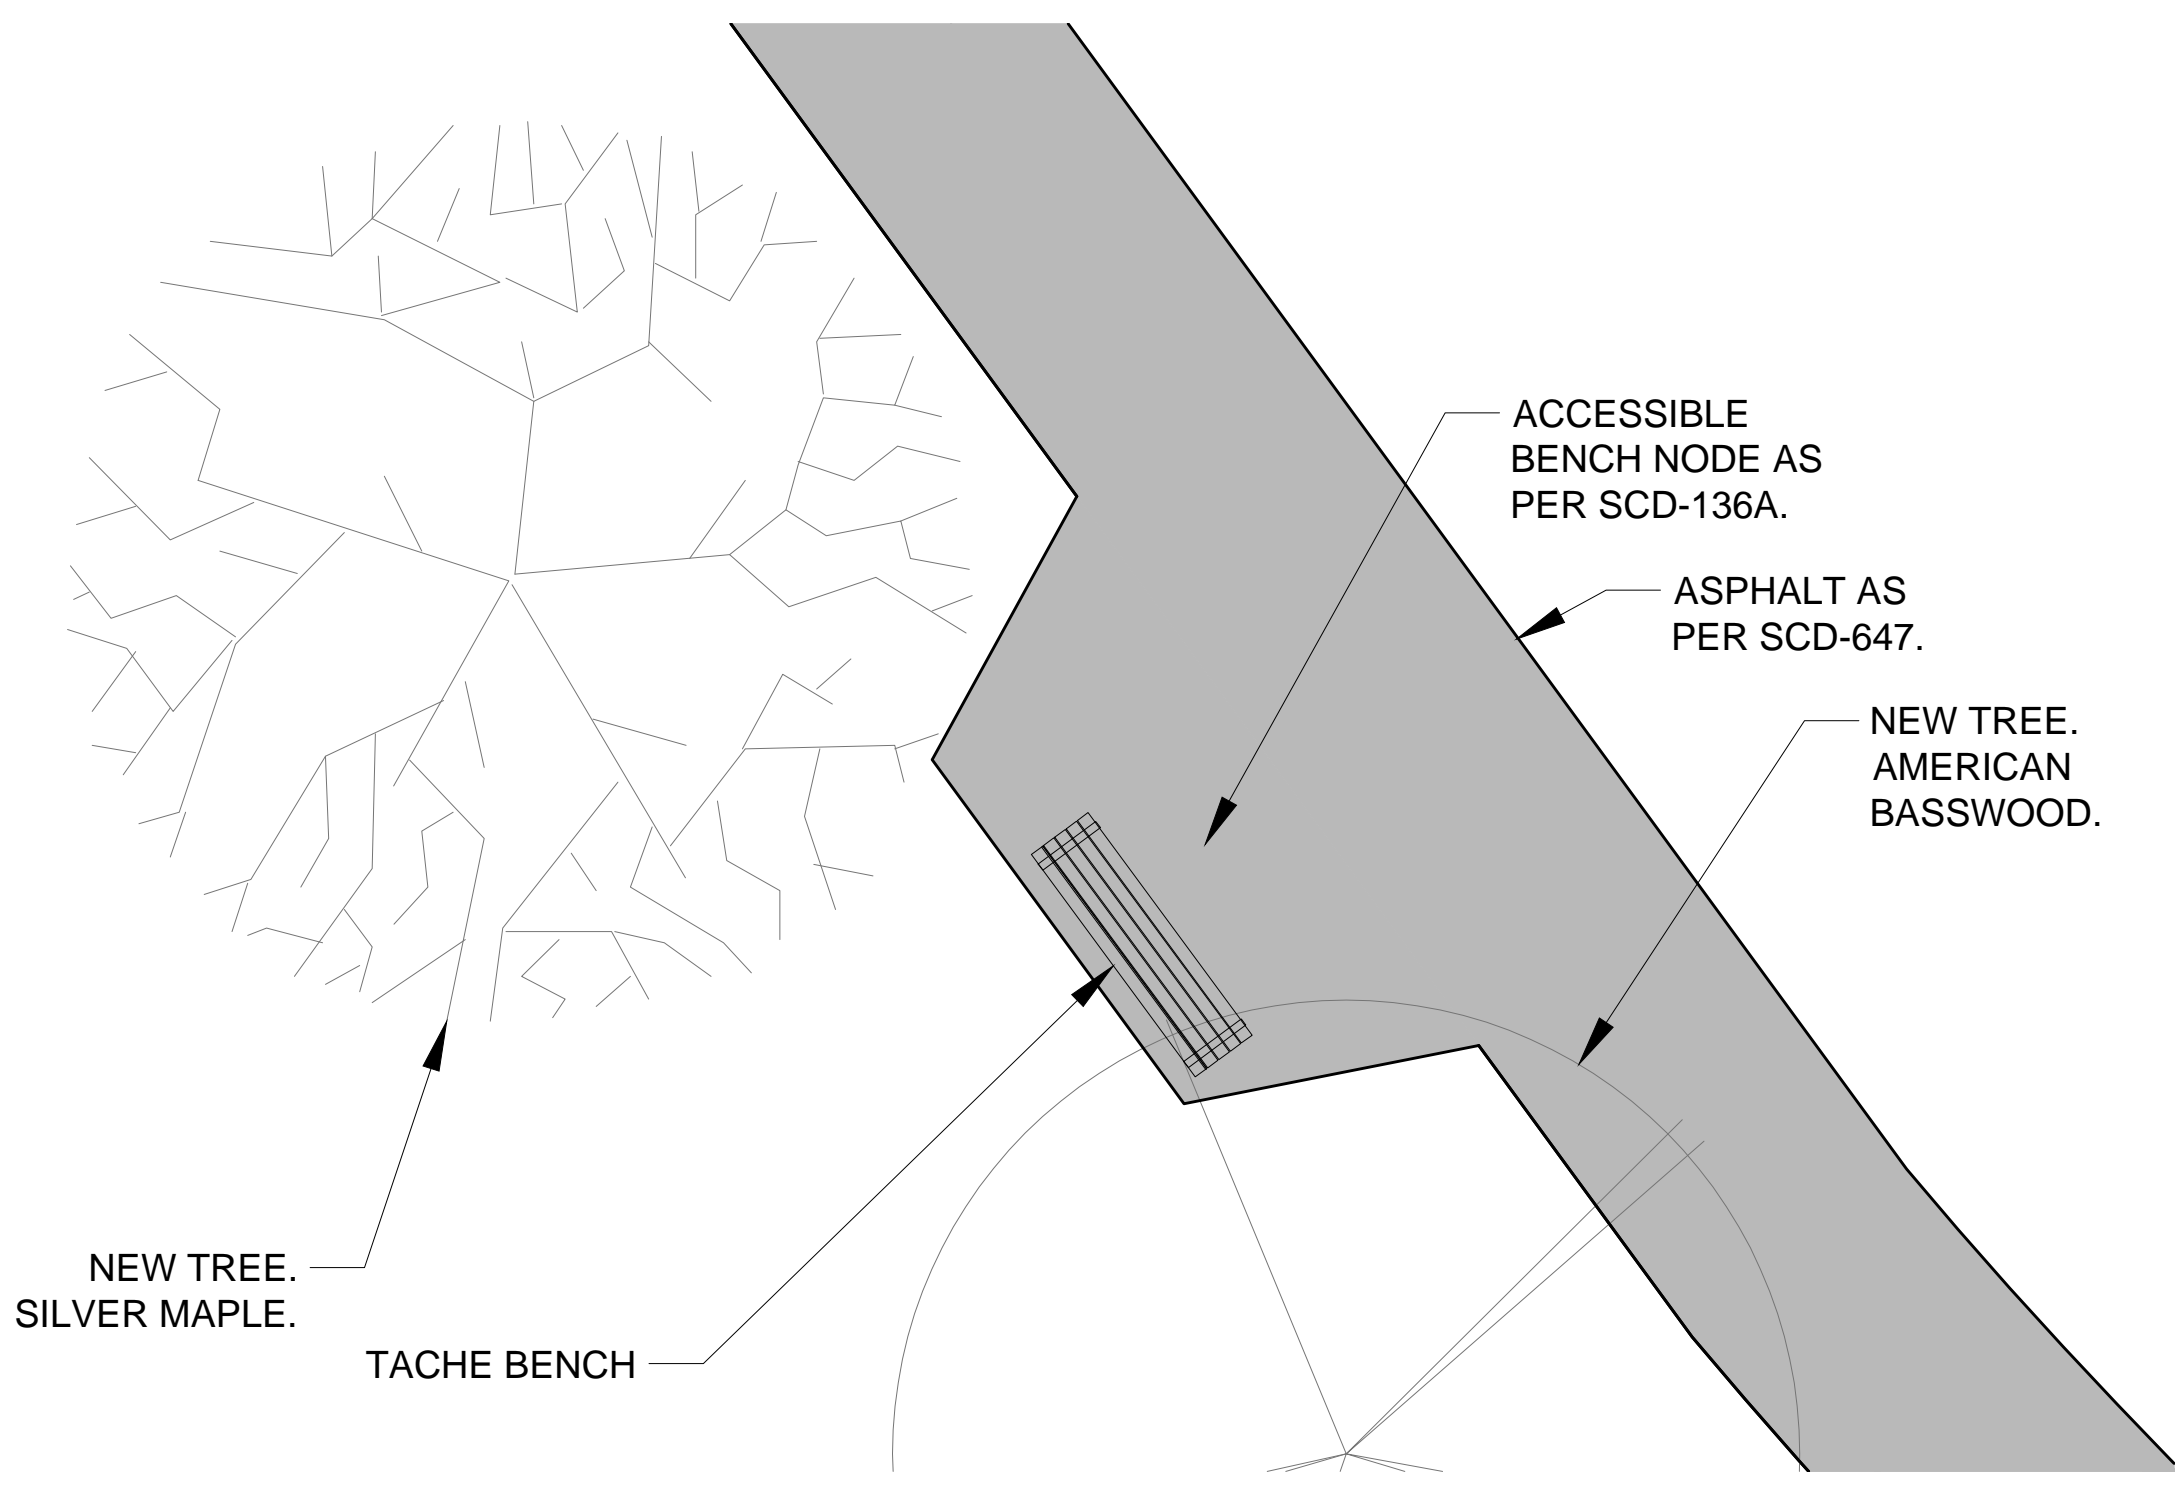 ACCESSIBLE
BENCH NODE AS
PER SCD-136A.
ASPHALT AS
PER SCD-647.
NEW TREE.
AMERICAN
BASSWOOD.
NEW TREE.
SILVER MAPLE.
TACHE BENCH